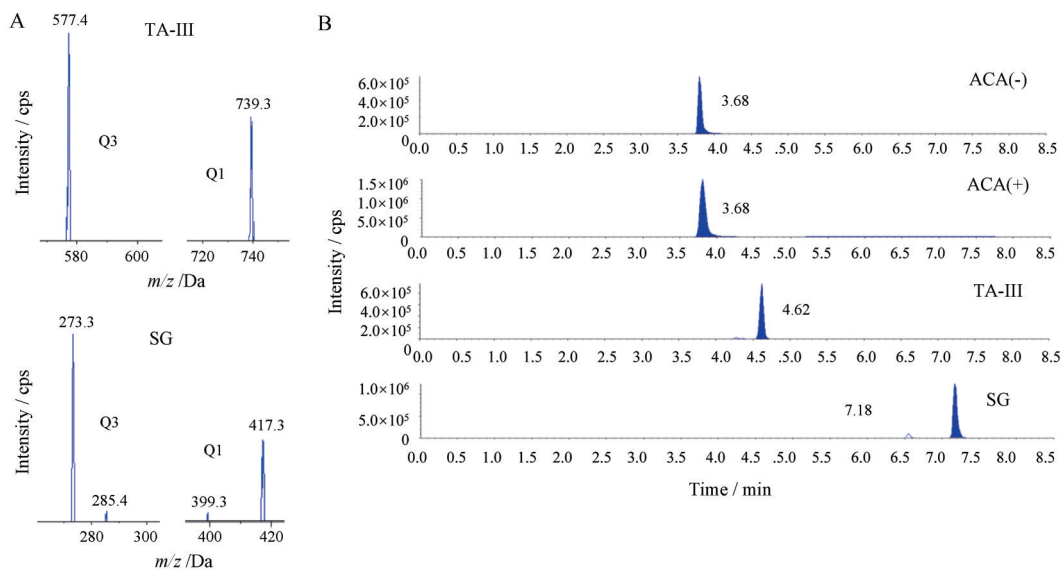 A
577.4
TA-III
739.3
Q3
Q1
Intensity / cps
580 600
720 740
m/z /Da
273.3
SG
Q3
Q1
417.3
285.4
399.3
Intensity / cps
280 300
400 420
m/z /Da
B
ACA(-)
6.0×10⁵
4.0×10⁵
2.0×10⁵
0
3.68
0.0 0.5 1.0 1.5 2.0 2.5 3.0 3.5 4.0 4.5 5.0 5.5 6.0 6.5 7.0 7.5 8.0 8.5
ACA(+)
1.5×10⁶
1.0×10⁶
5.0×10⁵
0
3.68
0.0 0.5 1.0 1.5 2.0 2.5 3.0 3.5 4.0 4.5 5.0 5.5 6.0 6.5 7.0 7.5 8.0 8.5
Intensity / cps
TA-III
6.0×10⁵
4.0×10⁵
2.0×10⁵
0
4.62
0.0 0.5 1.0 1.5 2.0 2.5 3.0 3.5 4.0 4.5 5.0 5.5 6.0 6.5 7.0 7.5 8.0 8.5
SG
1.0×10⁶
5.0×10⁵
0
7.18
0.0 0.5 1.0 1.5 2.0 2.5 3.0 3.5 4.0 4.5 5.0 5.5 6.0 6.5 7.0 7.5 8.0 8.5
Time / min